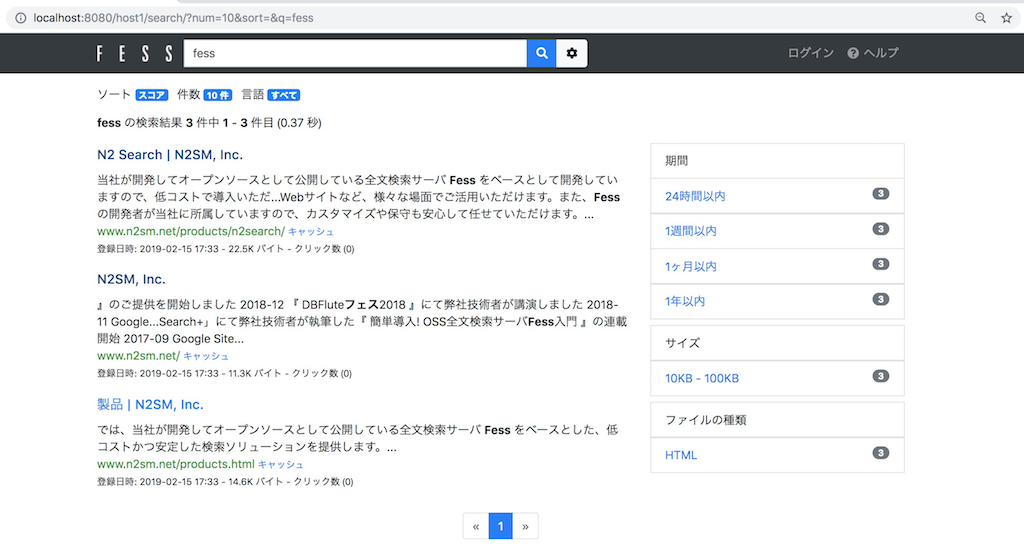 localhost:8080/host1/search/?num=10&sort=&q=fess
FESS
fess
ログイン
ヘルプ
ソート スコア 件数 10 件 言語 すべて
fess の検索結果 3 件中 1 - 3 件目 (0.37 秒)
N2 Search | N2SM, Inc.
当社が開発してオープンソースとして公開している全文検索サーバ Fess をベースとして開発してい
ますので、低コストで導入いただ...Webサイトなど、様々な場面でご活用いただけます。また、Fess
の開発者が当社に所属していますので、カスタマイズや保守も安心して任せていただけます。...
www.n2sm.net/products/n2search/ キャッシュ
登録日時: 2019-02-15 17:33 - 22.5K バイト - クリック数 (0)
N2SM, Inc.
』のご提供を開始しました 2018-12 『 DBFluteフェス2018 』にて弊社技術者が講演しました 2018-
11 Google...Search+」にて弊社技術者が執筆した『 簡単導入! OSS全文検索サーバFess入門 』の連載
開始 2017-09 Google Site...
www.n2sm.net/ キャッシュ
登録日時: 2019-02-15 17:33 - 11.3K バイト - クリック数 (0)
製品 | N2SM, Inc.
では、当社が開発してオープンソースとして公開している全文検索サーバ Fess をベースとした、低
コストかつ安定した検索ソリューションを提供します。...
www.n2sm.net/products.html キャッシュ
登録日時: 2019-02-15 17:33 - 14.6K バイト - クリック数 (0)
期間
24時間以内 3
1週間以内 3
1ヶ月以内 3
1年以内 3
サイズ
10KB - 100KB 3
ファイルの種類
HTML 3
« 1 »